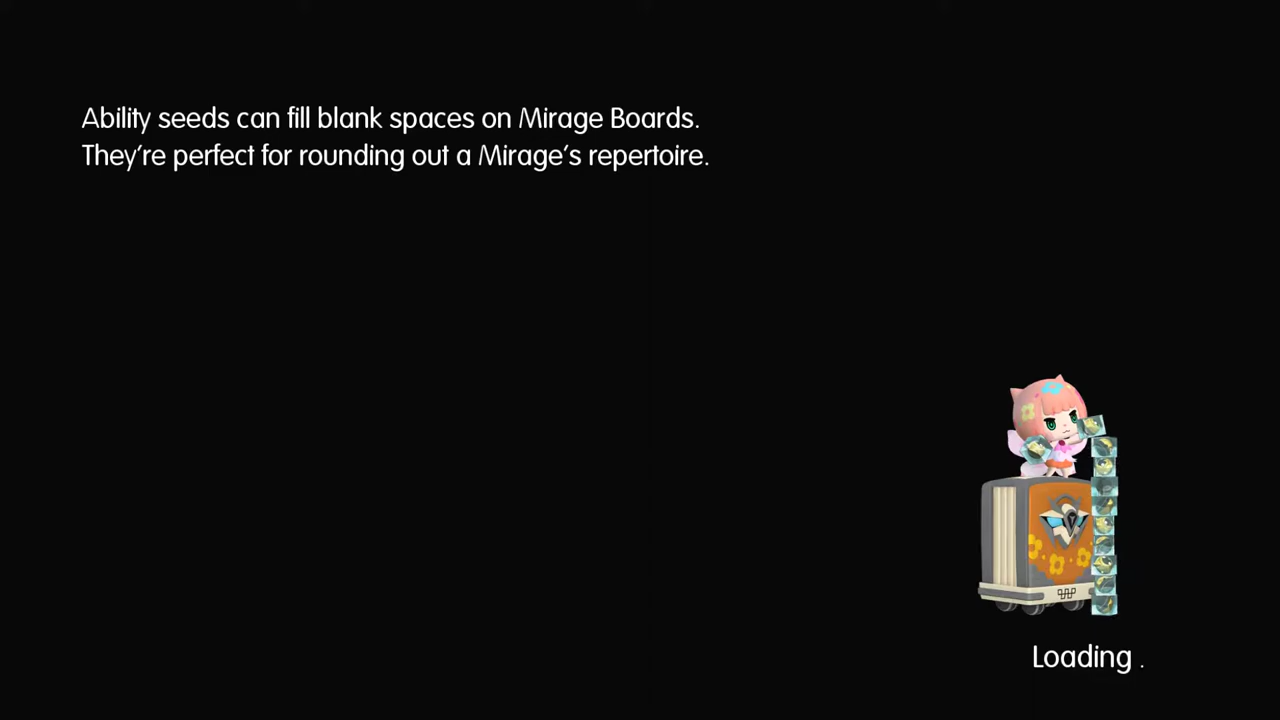 Ability seeds can fill blank spaces on Mirage Boards.
They're perfect for rounding out a Mirage's repertoire.
Loading .